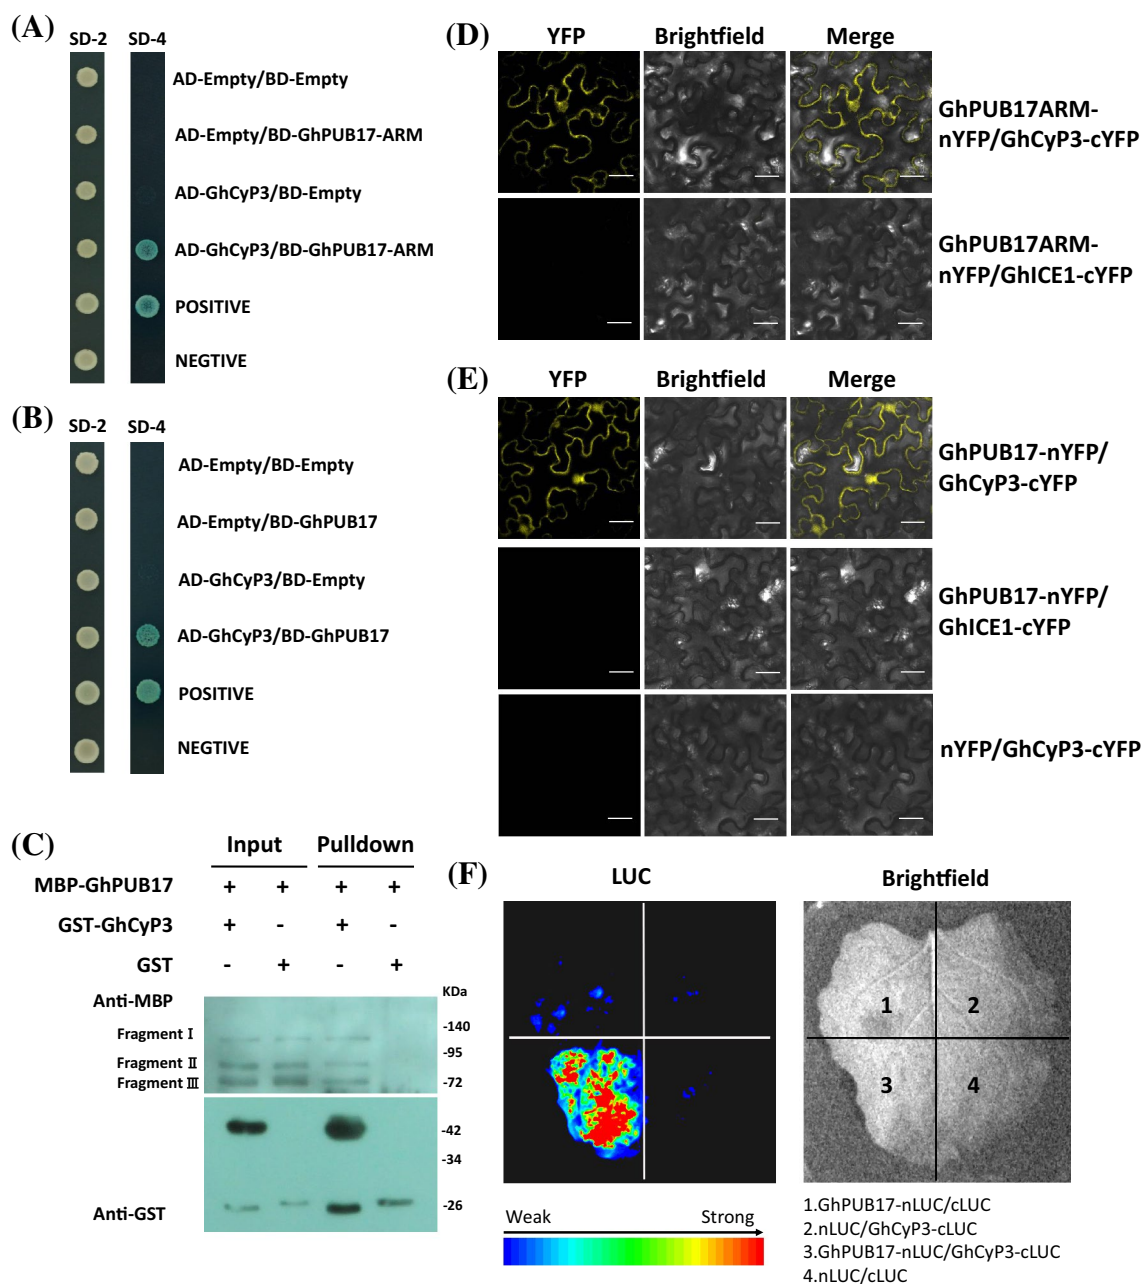 (A)
SD-2 SD-4
AD-Empty/BD-Empty
AD-Empty/BD-GhPUB17-ARM
AD-GhCyP3/BD-Empty
AD-GhCyP3/BD-GhPUB17-ARM
POSITIVE
NEGTIVE
(B)
SD-2 SD-4
AD-Empty/BD-Empty
AD-Empty/BD-GhPUB17
AD-GhCyP3/BD-Empty
AD-GhCyP3/BD-GhPUB17
POSITIVE
NEGTIVE
(C)
Input Pulldown
MBP-GhPUB17 + + + +
GST-GhCyP3 + - + -
GST - + - +
Anti-MBP
KDa
Fragment Ⅰ
Fragment Ⅱ
Fragment Ⅲ
-140
-95
-72
-42
-34
-26
Anti-GST
(D)
YFP Brightfield Merge
GhPUB17ARM-
nYFP/GhCyP3-cYFP
GhPUB17ARM-
nYFP/GhICE1-cYFP
(E)
YFP Brightfield Merge
GhPUB17-nYFP/
GhCyP3-cYFP
GhPUB17-nYFP/
GhICE1-cYFP
nYFP/GhCyP3-cYFP
(F)
LUC Brightfield
1 2
3 4
Weak Strong
1.GhPUB17-nLUC/cLUC
2.nLUC/GhCyP3-cLUC
3.GhPUB17-nLUC/GhCyP3-cLUC
4.nLUC/cLUC